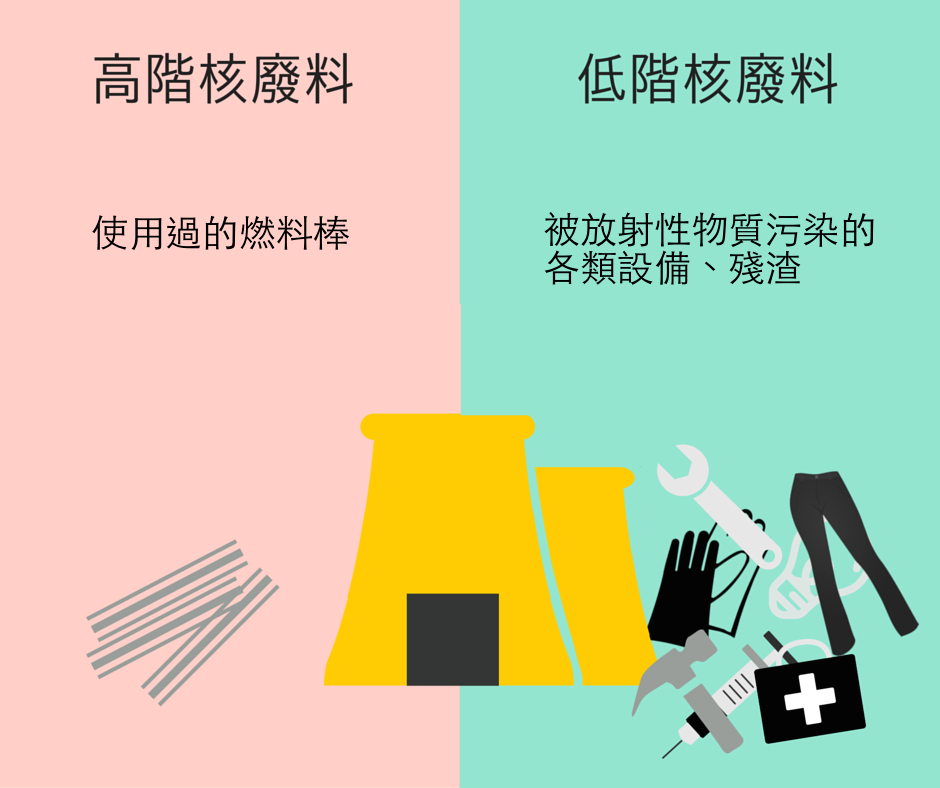 高階核廢料
低階核廢料
使用過的燃料棒
被放射性物質污染的
各類設備、殘渣